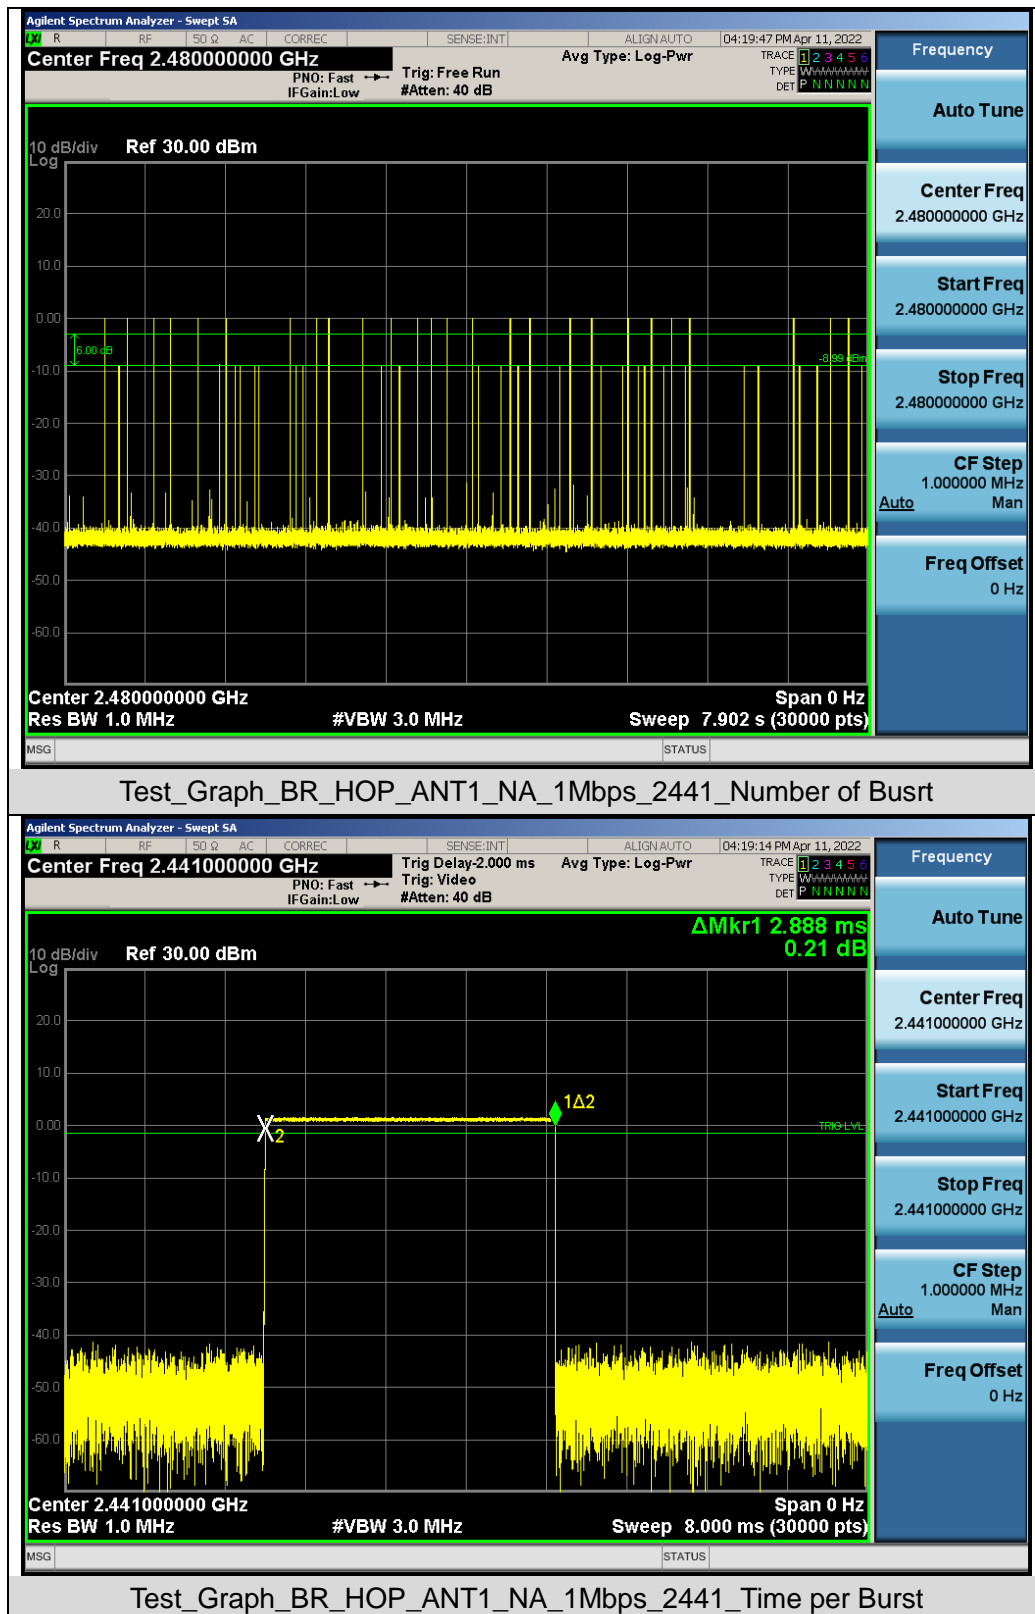 Agilent Spectrum Analyzer - Swept SA
LXI R RF 50 Ω AC CORREC SENSE:INT ALIGN AUTO 04:19:47 PM Apr 11, 2022
Center Freq 2.480000000 GHz
PNO: Fast
IFGain:Low
Trig: Free Run
#Atten: 40 dB
Avg Type: Log-Pwr
TRACE 1 2 3 4 5 6
TYPE W
DET P N N N N N
10 dB/div
Log
Ref 30.00 dBm
20.0
10.0
0.00
6.00 dB
-8.99 dBm
-10.0
-20.0
-30.0
-40.0
-50.0
-60.0
Center 2.480000000 GHz
Span 0 Hz
Res BW 1.0 MHz
#VBW 3.0 MHz
Sweep 7.902 s (30000 pts)
MSG
STATUS
Frequency
Auto Tune
Center Freq
2.480000000 GHz
Start Freq
2.480000000 GHz
Stop Freq
2.480000000 GHz
CF Step
1.000000 MHz
Auto Man
Freq Offset
0 Hz
Test_Graph_BR_HOP_ANT1_NA_1Mbps_2441_Number of Busrt
Agilent Spectrum Analyzer - Swept SA
LXI R RF 50 Ω AC CORREC SENSE:INT ALIGN AUTO 04:19:14 PM Apr 11, 2022
Center Freq 2.441000000 GHz
PNO: Fast
IFGain:Low
Trig Delay-2.000 ms
Trig: Video
#Atten: 40 dB
Avg Type: Log-Pwr
TRACE 1 2 3 4 5 6
TYPE W
DET P N N N N N
ΔMkr1 2.888 ms
0.21 dB
10 dB/div
Log
Ref 30.00 dBm
20.0
10.0
1Δ2
0.00
2
TRIG LVL
-10.0
-20.0
-30.0
-40.0
-50.0
-60.0
Center 2.441000000 GHz
Span 0 Hz
Res BW 1.0 MHz
#VBW 3.0 MHz
Sweep 8.000 ms (30000 pts)
MSG
STATUS
Frequency
Auto Tune
Center Freq
2.441000000 GHz
Start Freq
2.441000000 GHz
Stop Freq
2.441000000 GHz
CF Step
1.000000 MHz
Auto Man
Freq Offset
0 Hz
Test_Graph_BR_HOP_ANT1_NA_1Mbps_2441_Time per Burst